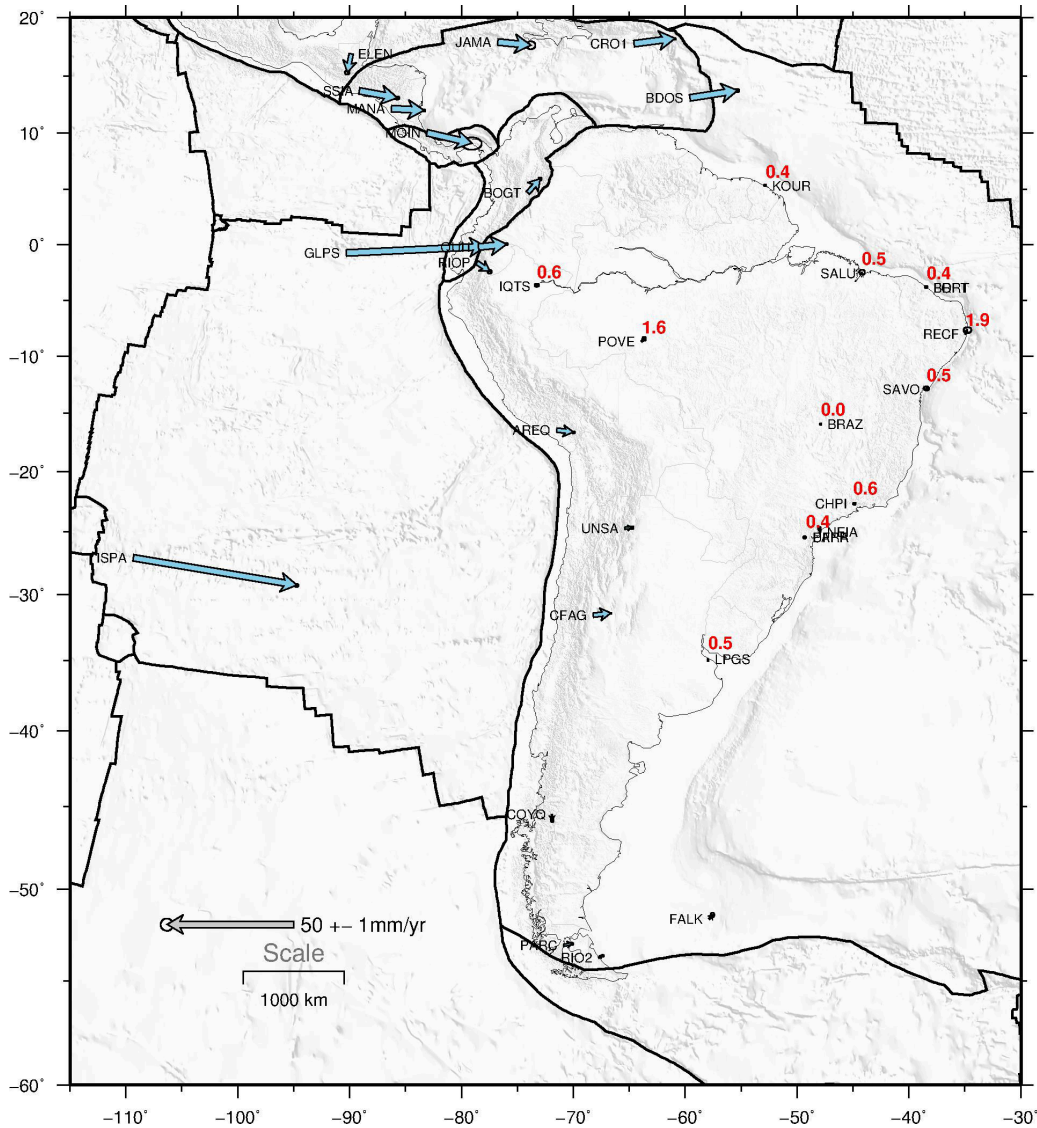 20°
JAMA
CRO1
ELEN
SSIA
MANA
BDOS
10°
MOIN
0.4
KOUR
BOGT
0°
GLPS
RIOP
0.5
SALU
0.6
IQTS
0.4
1.9
RECF
1.6
POVE
−10°
0.5
SAVO
0.0
BRAZ
AREQ
−20°
0.6
CHPI
0.4
NEIA
UNSA
ISPA
−30°
CFAG
0.5
LPGS
−40°
COYQ
−50°
FALK
50 +− 1mm/yr
PARC
RIO2
Scale
1000 km
−60°
−110° −100° −90° −80° −70° −60° −50° −40° −30°